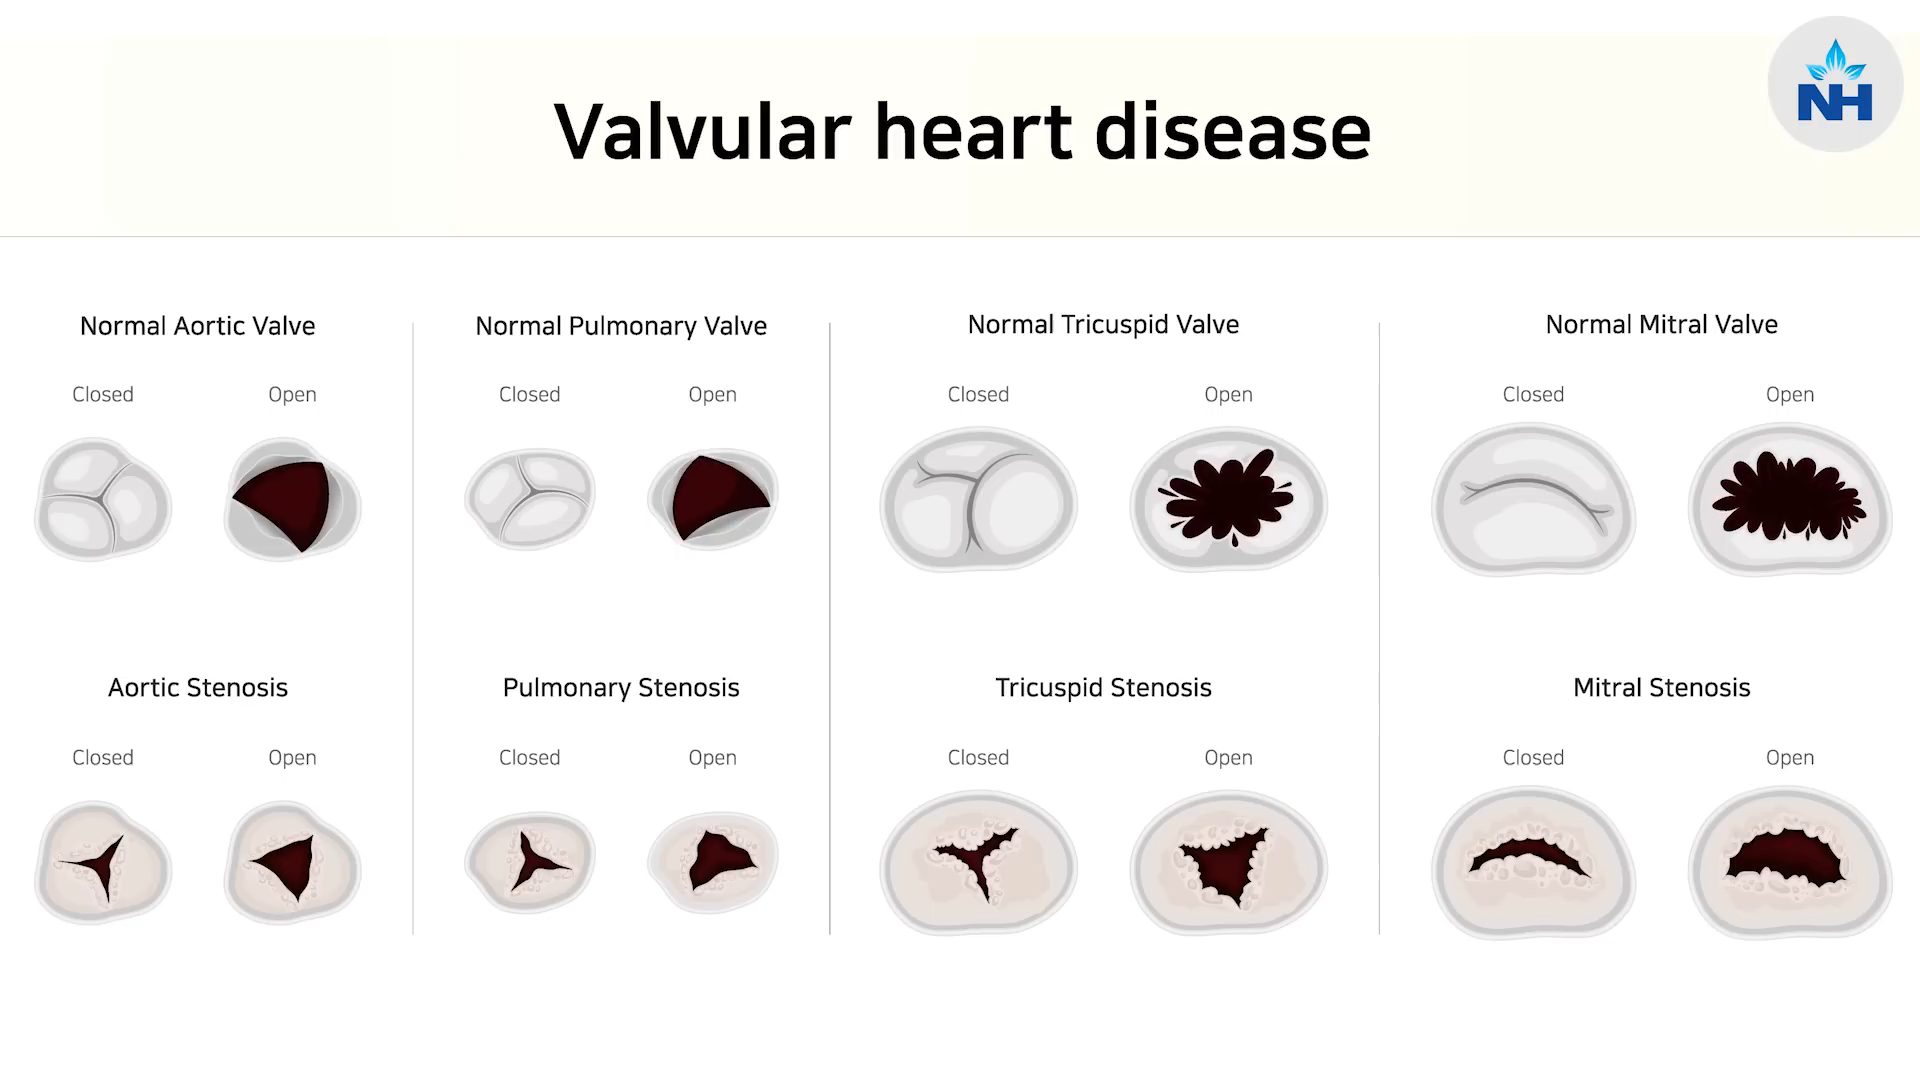 Valvular heart disease
NH
Normal Aortic Valve
Closed Open
Normal Pulmonary Valve
Closed Open
Normal Tricuspid Valve
Closed Open
Normal Mitral Valve
Closed Open
Aortic Stenosis
Closed Open
Pulmonary Stenosis
Closed Open
Tricuspid Stenosis
Closed Open
Mitral Stenosis
Closed Open